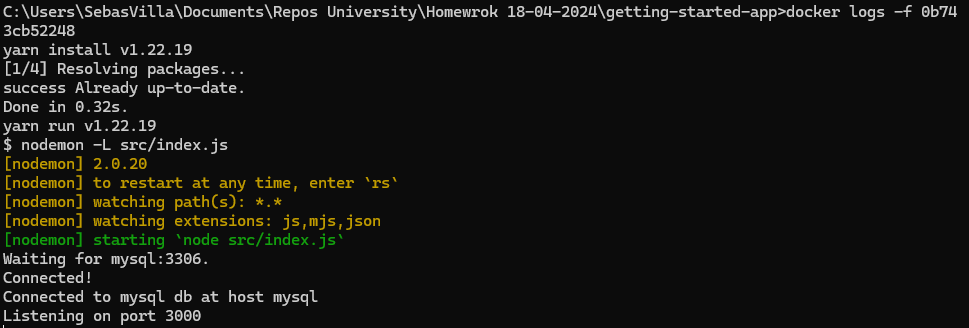 C:\Users\SebasVilla\Documents\Repos University\Homewrok 18-04-2024\getting-started-app>docker logs -f 0b74
3cb52248
yarn install v1.22.19
[1/4] Resolving packages...
success Already up-to-date.
Done in 0.32s.
yarn run v1.22.19
$ nodemon -L src/index.js
[nodemon] 2.0.20
[nodemon] to restart at any time, enter `rs`
[nodemon] watching path(s): *.*
[nodemon] watching extensions: js,mjs,json
[nodemon] starting `node src/index.js`
Waiting for mysql:3306.
Connected!
Connected to mysql db at host mysql
Listening on port 3000